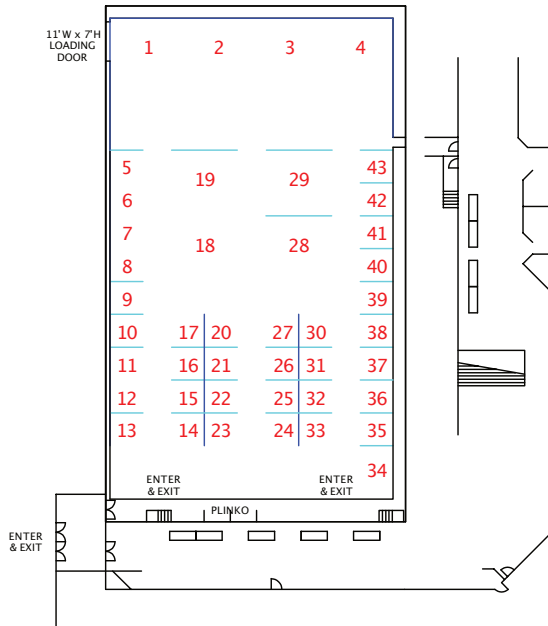 11' W x 7'H
LOADING
DOOR
1 2 3 4
5 19 29 43
6 42
7 18 28 41
8 40
9 39
10 17 20 27 30 38
11 16 21 26 31 37
12 15 22 25 32 36
13 14 23 24 33 35
34
ENTER
& EXIT
ENTER
& EXIT
PLINKO
ENTER
& EXIT